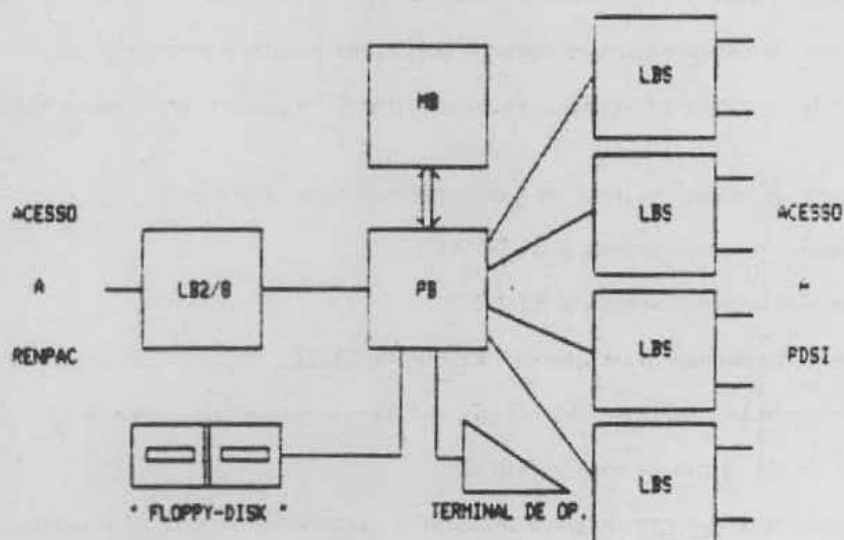 MB
LBS
LBS
LBS
LBS
ACESSO
A
RENPAC
LB2/B
PB
ACESSO
A
PDSI
" FLOPPY-DISK "
TERMINAL DE OP.